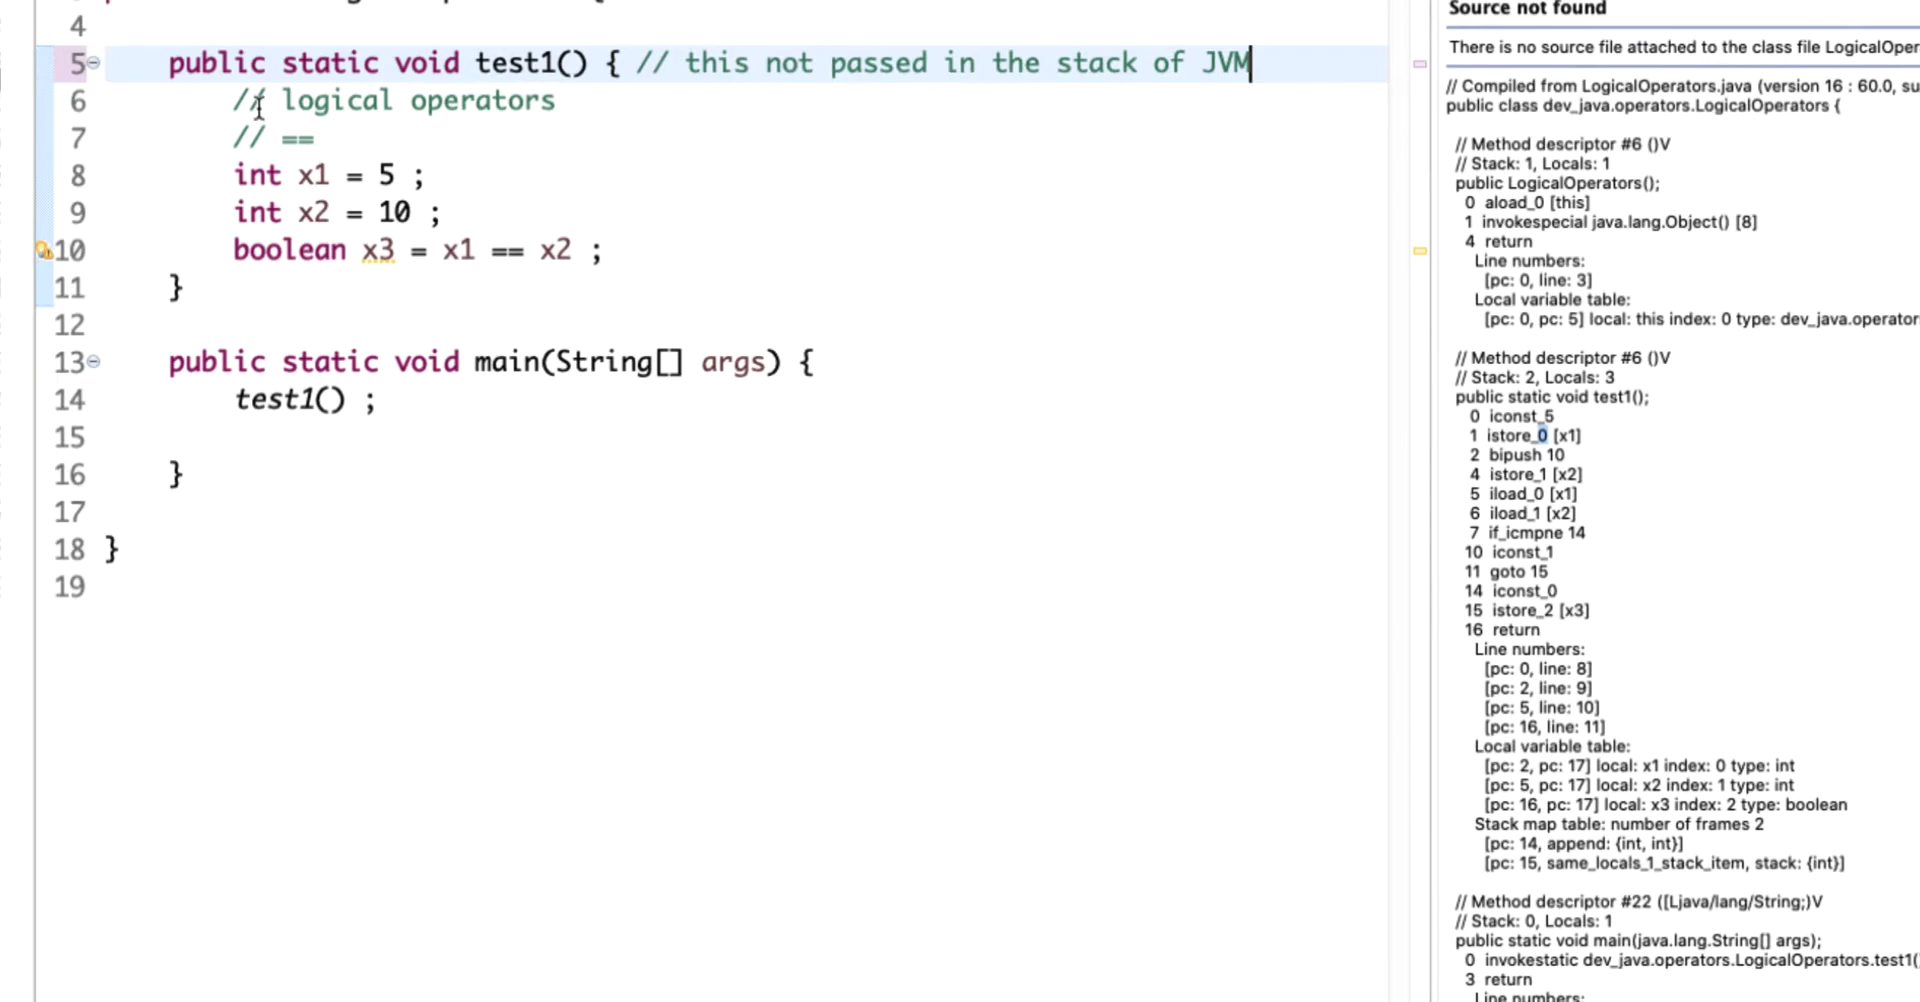 4
5 public static void test1() { // this not passed in the stack of JVM
6 // logical operators
7 // ==
8 int x1 = 5 ;
9 int x2 = 10 ;
10 boolean x3 = x1 == x2 ;
11 }
12
13 public static void main(String[] args) {
14 test1() ;
15
16 }
17
18 }
19
Source not found
There is no source file attached to the class file LogicalOper
// Compiled from LogicalOperators.java (version 16 : 60.0, su
public class dev_java.operators.LogicalOperators {
// Method descriptor #6 ()V
// Stack: 1, Locals: 1
public LogicalOperators();
0 aload_0 [this]
1 invokespecial java.lang.Object() [8]
4 return
Line numbers:
[pc: 0, line: 3]
Local variable table:
[pc: 0, pc: 5] local: this index: 0 type: dev_java.operator
// Method descriptor #6 ()V
// Stack: 2, Locals: 3
public static void test1();
0 iconst_5
1 istore_0 [x1]
2 bipush 10
4 istore_1 [x2]
5 iload_0 [x1]
6 iload_1 [x2]
7 if_icmpne 14
10 iconst_1
11 goto 15
14 iconst_0
15 istore_2 [x3]
16 return
Line numbers:
[pc: 0, line: 8]
[pc: 2, line: 9]
[pc: 5, line: 10]
[pc: 16, line: 11]
Local variable table:
[pc: 2, pc: 17] local: x1 index: 0 type: int
[pc: 5, pc: 17] local: x2 index: 1 type: int
[pc: 16, pc: 17] local: x3 index: 2 type: boolean
Stack map table: number of frames 2
[pc: 14, append: {int, int}]
[pc: 15, same_locals_1_stack_item, stack: {int}]
// Method descriptor #22 ([Ljava/lang/String;)V
// Stack: 0, Locals: 1
public static void main(java.lang.String[] args);
0 invokestatic dev_java.operators.LogicalOperators.test1(
3 return
Line numbers: